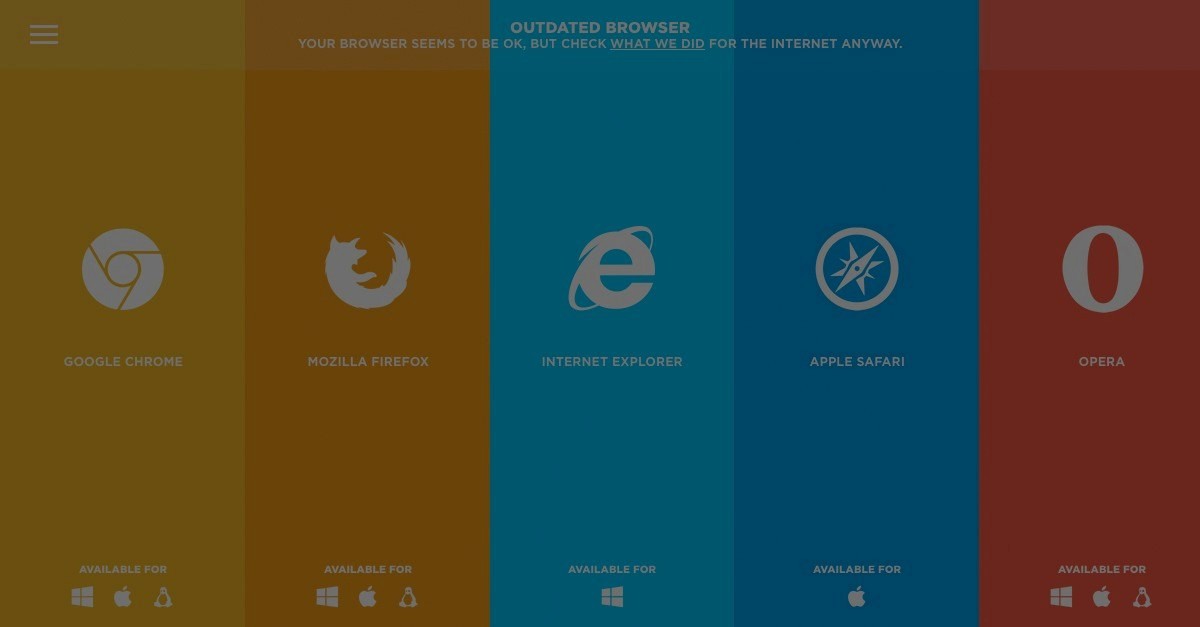 OUTDATED BROWSER
YOUR BROWSER SEEMS TO BE OK, BUT CHECK WHAT WE DID FOR THE INTERNET ANYWAY.
GOOGLE CHROME
MOZILLA FIREFOX
INTERNET EXPLORER
APPLE SAFARI
OPERA
AVAILABLE FOR
AVAILABLE FOR
AVAILABLE FOR
AVAILABLE FOR
AVAILABLE FOR